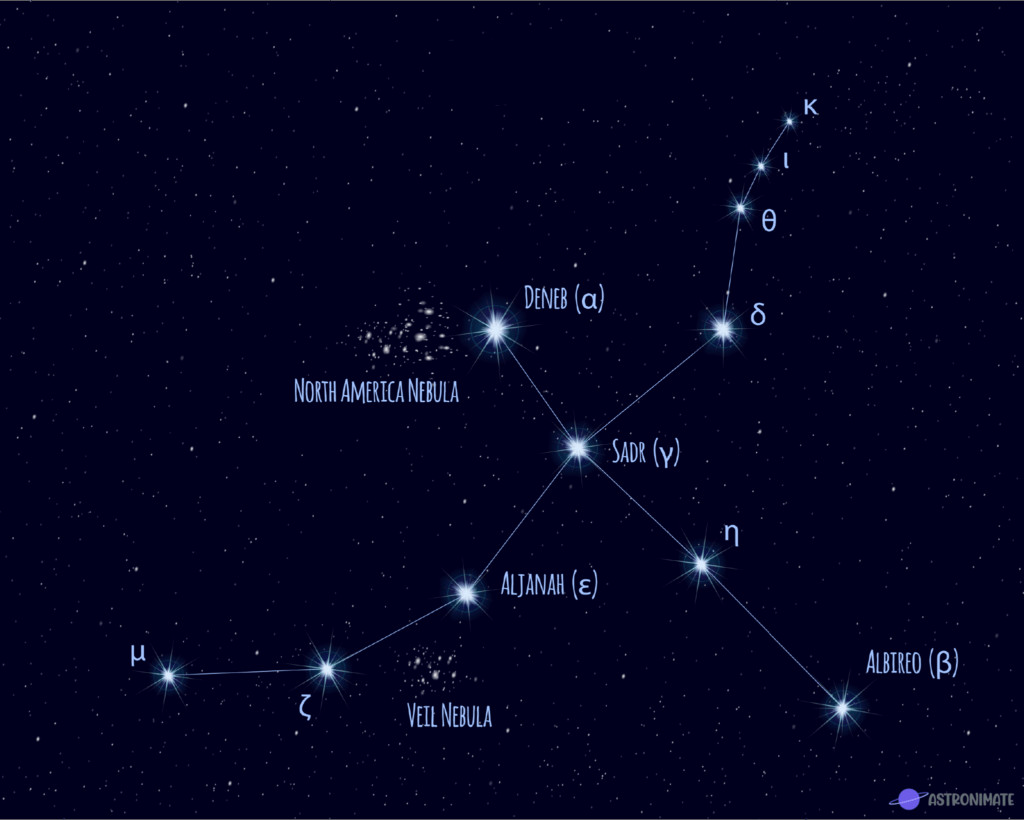 κ
ι
θ
Deneb (α)
δ
North America Nebula
Sadr (γ)
η
Aljanah (ε)
μ
Albireo (β)
ζ
Veil Nebula
ASTRONIMATE